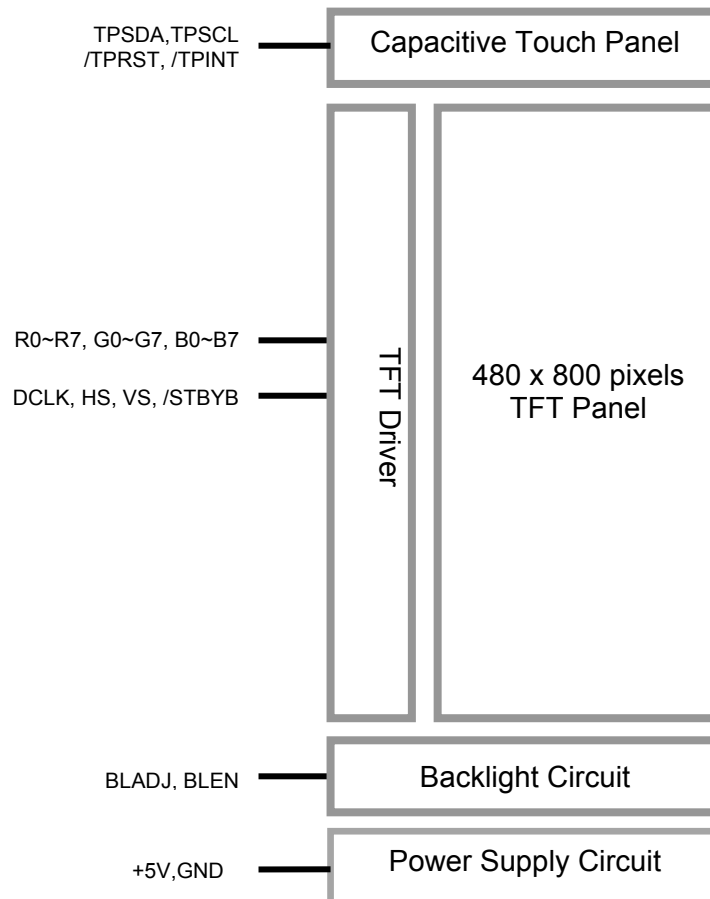 TPSDA,TPSCL
/TPRST, /TPINT
Capacitive Touch Panel
R0~R7, G0~G7, B0~B7
DCLK, HS, VS, /STBYB
TFT Driver
480 x 800 pixels
TFT Panel
BLADJ, BLEN
Backlight Circuit
+5V,GND
Power Supply Circuit